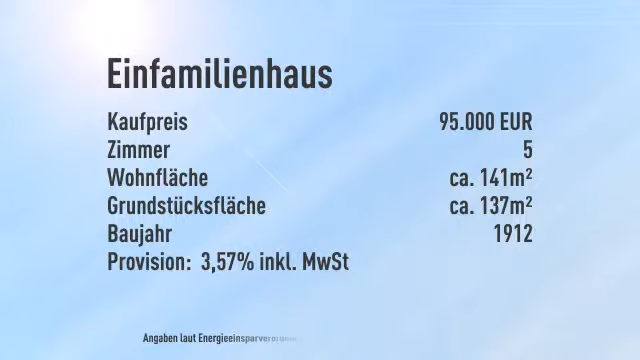 Einfamilienhaus
Kaufpreis 95.000 EUR
Zimmer 5
Wohnfläche ca. 141m²
Grundstücksfläche ca. 137m²
Baujahr 1912
Provision: 3,57% inkl. MwSt
Angaben laut